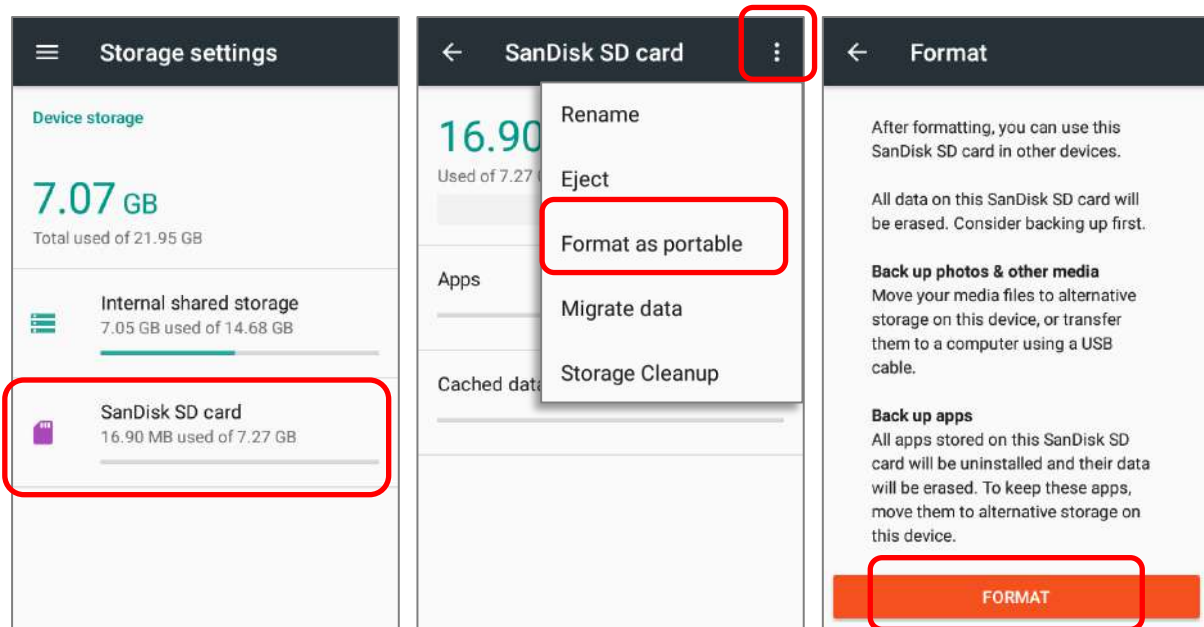 Storage settings
Device storage
7.07 GB
Total used of 21.95 GB
Internal shared storage
7.05 GB used of 14.68 GB
SanDisk SD card
16.90 MB used of 7.27 GB
SanDisk SD card
16.90
Used of 7.27
Apps
Cached data
Rename
Eject
Format as portable
Migrate data
Storage Cleanup
Format
After formatting, you can use this
SanDisk SD card in other devices.
All data on this SanDisk SD card will
be erased. Consider backing up first.
Back up photos & other media
Move your media files to alternative
storage on this device, or transfer
them to a computer using a USB
cable.
Back up apps
All apps stored on this SanDisk SD
card will be uninstalled and their data
will be erased. To keep these apps,
move them to alternative storage on
this device.
FORMAT